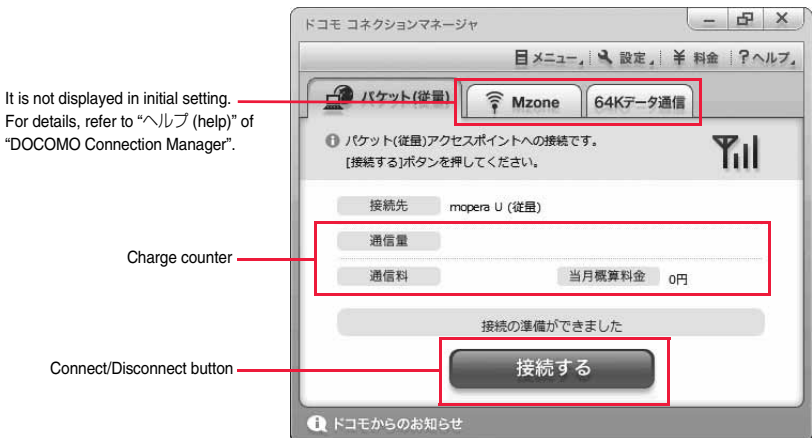 ドコモ コネクションマネージャ
メニュー 設定 ¥ 料金 ?ヘルプ
パケット(従量) Mzone 64Kデータ通信
It is not displayed in initial setting.
For details, refer to “ヘルプ (help)” of
“DOCOMO Connection Manager”.
パケット(従量)アクセスポイントへの接続です。
[接続する]ボタンを押してください。
接続先 mopera U (従量)
通信量
Charge counter
通信料 当月概算料金 0円
接続の準備ができました
Connect/Disconnect button
接続する
ドコモからのお知らせ